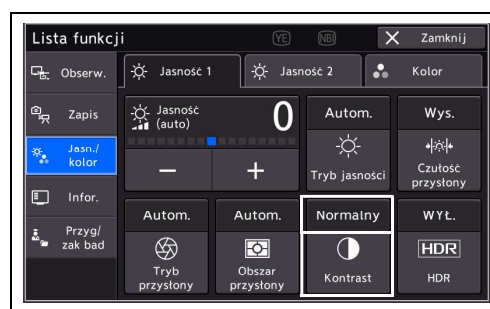 Lista funkcji
YE
NBI
Zamknij
Obserw.
Jasność 1
Jasność 2
Kolor
Zapis
Jasn./
kolor
Infor.
Przyg/
zak bad
Jasność
(auto)
0
−
+
Autom.
Tryb jasności
Wys.
Czułość
przysłony
Autom.
Tryb
przysłony
Autom.
Obszar
przysłony
Normalny
Kontrast
WYŁ.
HDR
HDR